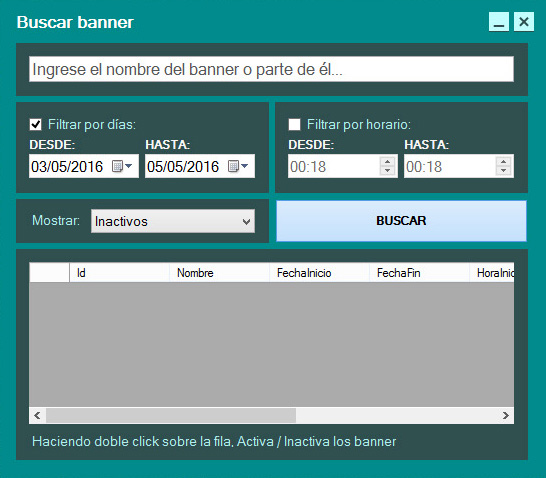 Buscar banner
Ingrese el nombre del banner o parte de él...
Filtrar por días:
DESDE: HASTA:
03/05/2016 05/05/2016
Filtrar por horario:
DESDE: HASTA:
00:18 00:18
Mostrar: Inactivos
BUSCAR
Id Nombre FechaInicio FechaFin HoraInic
Haciendo doble click sobre la fila, Activa / Inactiva los banner